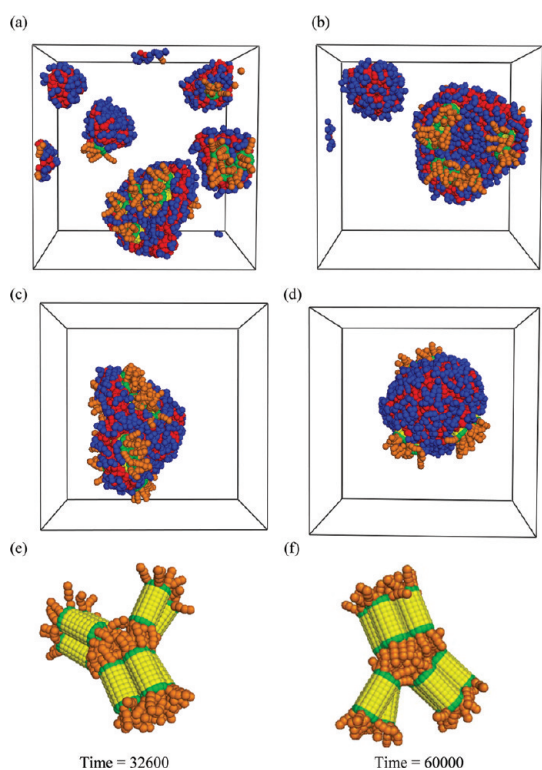 (a)
(b)
(c)
(d)
(e)
(f)
Time = 32600
Time = 60000